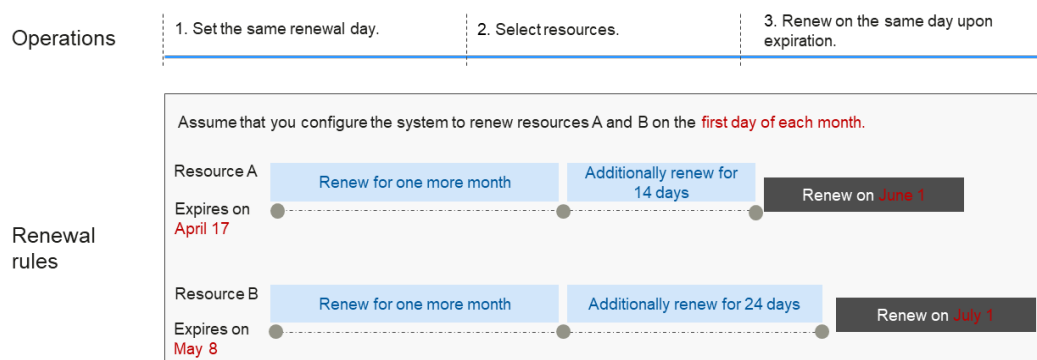 Operations
1. Set the same renewal day.
2. Select resources.
3. Renew on the same day upon
expiration.
Renewal
rules
Assume that you configure the system to renew resources A and B on the first day of each month.
Resource A
Renew for one more month
Additionally renew for
14 days
Renew on June 1
Expires on
April 17
Resource B
Renew for one more month
Additionally renew for 24 days
Renew on July 1
Expires on
May 8